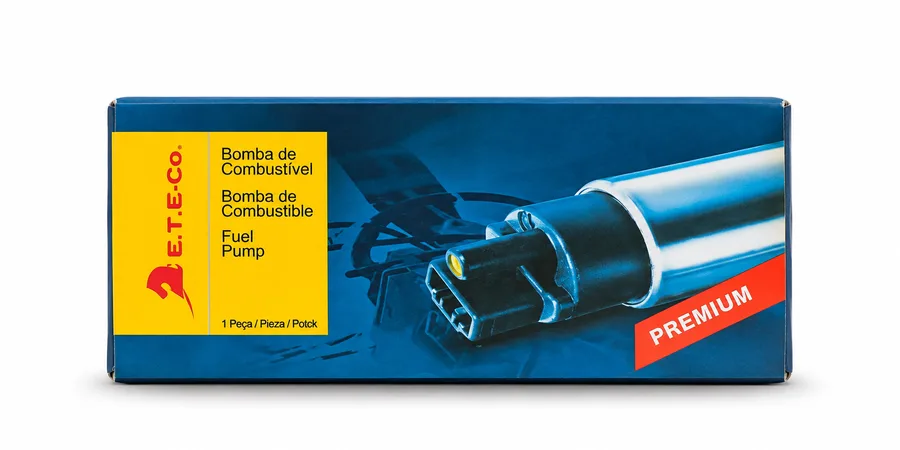 E.T.E-Co.
Bomba de
Combustível
Bomba de
Combustible
Fuel
Pump
1 Peça / Pieza / Potck
PREMIUM